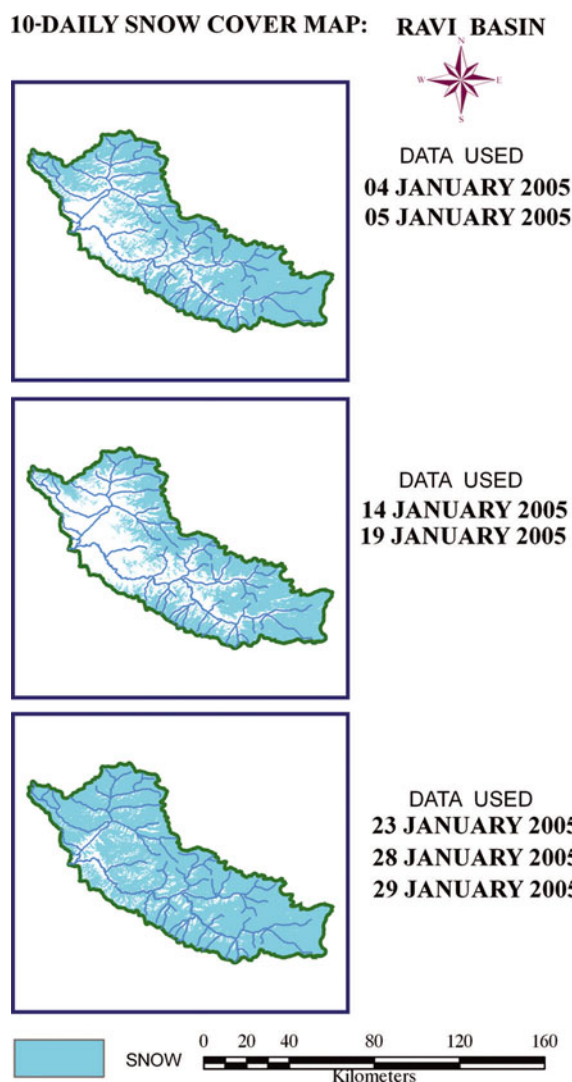 10-DAILY SNOW COVER MAP: RAVI BASIN
N
W E
S
DATA USED
04 JANUARY 2005
05 JANUARY 2005
DATA USED
14 JANUARY 2005
19 JANUARY 2005
DATA USED
23 JANUARY 2005
28 JANUARY 2005
29 JANUARY 2005
SNOW
0 20 40 80 120 160
Kilometers